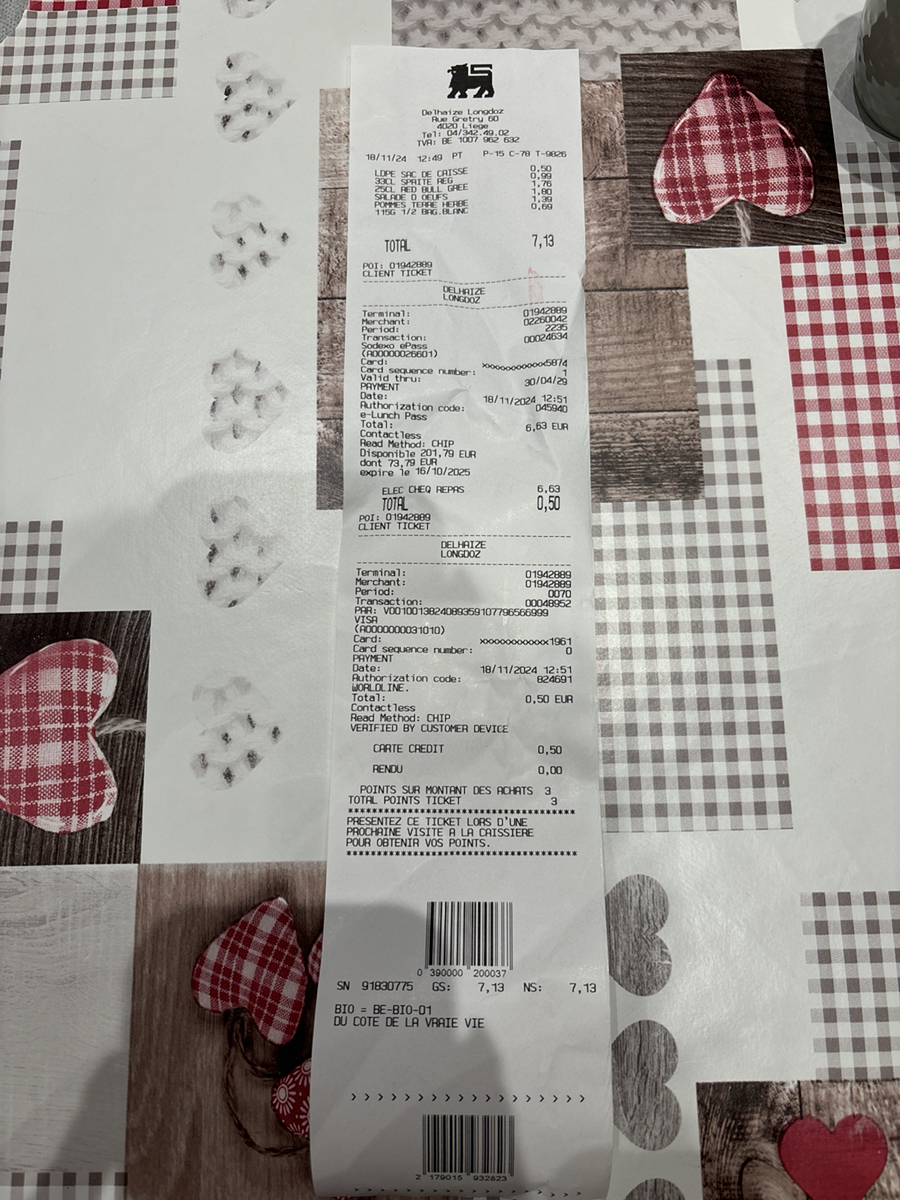 Delhaize Longdoz
Rue Gretry 60
4020 Liege
Tel: 04/342.49.02
TVA: BE 1007 962 632
18/11/24 12:49 PT P-15 C-78 T-9826
LDPE SAC DE CAISSE 0,50
33CL SPRITE REG 0,99
25CL RED BULL GREE 1,76
SALADE D OEUFS 1,80
POMMES TERRE HERBE 1,39
115G 1/2 BAG.BLANC 0,69
TOTAL 7,13
POI: 01942889
CLIENT TICKET
DELHAIZE
LONGDOZ
Terminal: 01942889
Merchant: 02260042
Period: 2235
Transaction: 00024634
Sodexo ePass
(A00000026601)
Card: xxxxxxxxxxxx5874
Card sequence number: 1
Valid thru: 30/04/29
PAYMENT
Date: 18/11/2024 12:51
Authorization code: 045940
e-Lunch Pass
Total: 6,63 EUR
Contactless
Read Method: CHIP
Disponible 201,79 EUR
dont 73,79 EUR
expire le 16/10/2025
ELEC CHEQ REPAS 6,63
TOTAL 0,50
POI: 01942889
CLIENT TICKET
DELHAIZE
LONGDOZ
Terminal: 01942889
Merchant: 01942889
Period: 0070
Transaction: 00048952
PAR: V0010013824089359107796566999
VISA
(A0000000031010)
Card: xxxxxxxxxxxx1961
Card sequence number: 0
PAYMENT
Date: 18/11/2024 12:51
Authorization code: 824691
WORLDLINE.
Total: 0,50 EUR
Contactless
Read Method: CHIP
VERIFIED BY CUSTOMER DEVICE
CARTE CREDIT 0,50
RENDU 0,00
POINTS SUR MONTANT DES ACHATS 3
TOTAL POINTS TICKET 3
***********************************
PRESENTEZ CE TICKET LORS D'UNE
PROCHAINE VISITE A LA CAISSIERE
POUR OBTENIR VOS POINTS.
***********************************
0 390000 200037
SN 91830775 GS: 7,13 NS: 7,13
BIO = BE-BIO-01
DU COTE DE LA VRAIE VIE
2 179015 932823